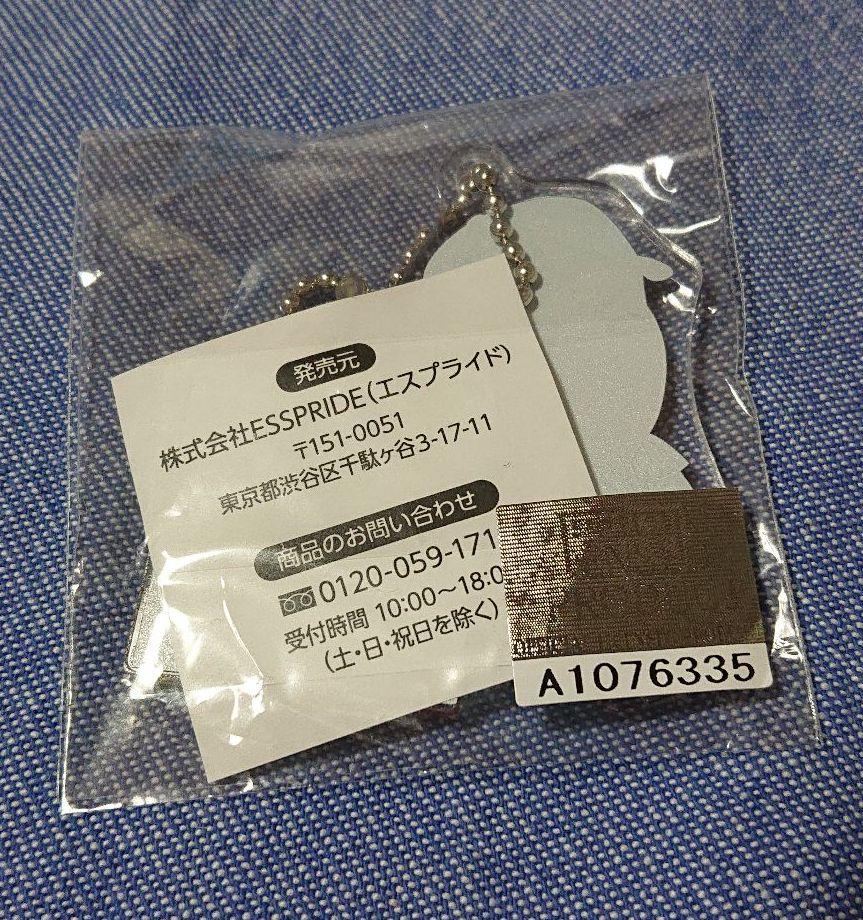 発売元
株式会社ESSPRIDE(エスプライド)
〒151-0051
東京都渋谷区千駄ヶ谷3-17-11
商品のお問い合わせ
0120-059-171
受付時間 10:00〜18:0
(土・日・祝日を除く)
A1076335